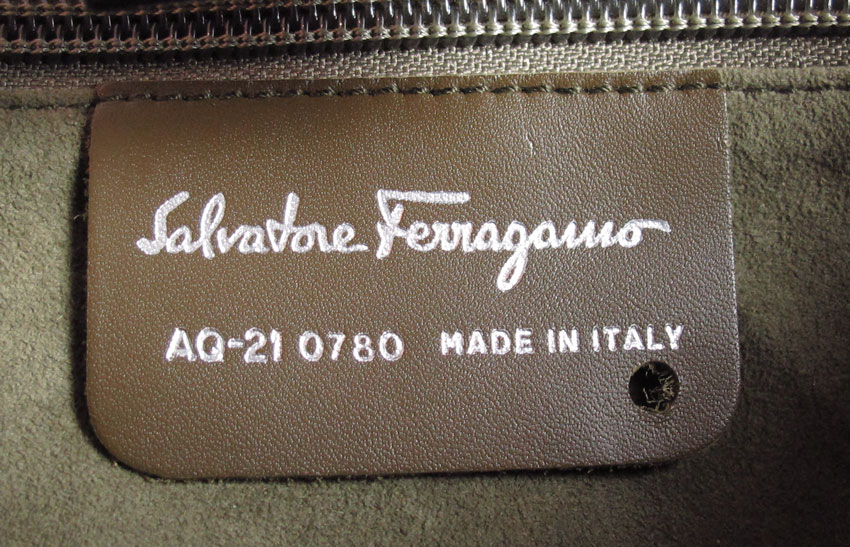 Salvatore Ferragamo
AQ-21 0780 MADE IN ITALY